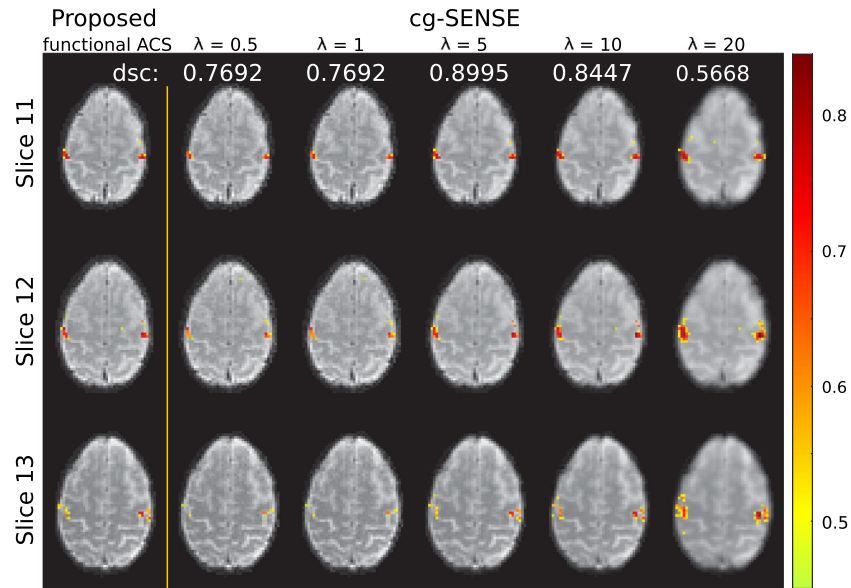 Proposed cg-SENSE
functional ACS λ = 0.5 λ = 1 λ = 5 λ = 10 λ = 20
dsc: 0.7692 0.7692 0.8995 0.8447 0.5668
Slice 11
Slice 12
Slice 13
0.8
0.7
0.6
0.5